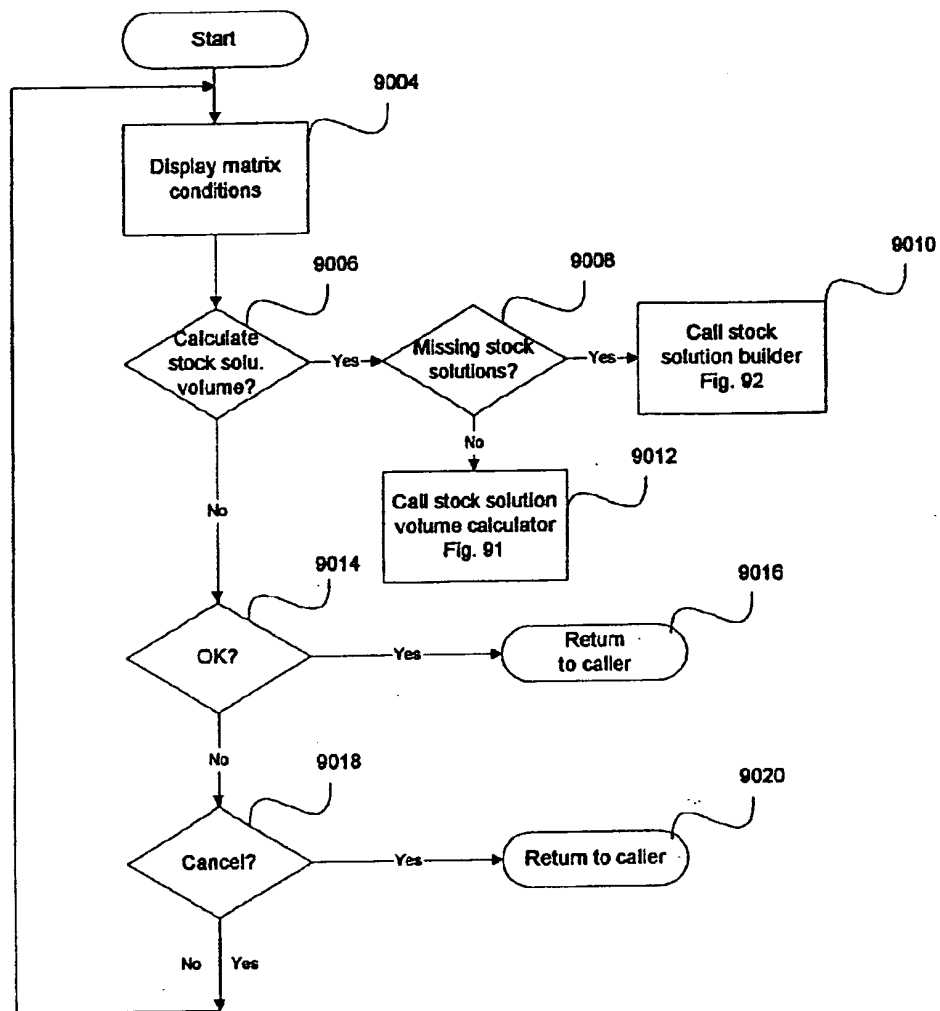 Start
9004
Display matrix
conditions
9006
Calculate
stock solu.
volume?
Yes
9008
Missing stock
solutions?
Yes
9010
Call stock
solution builder
Fig. 92
No
9012
Call stock solution
volume calculator
Fig. 91
No
9014
OK?
Yes
9016
Return
to caller
No
9018
Cancel?
Yes
9020
Return to caller
No Yes